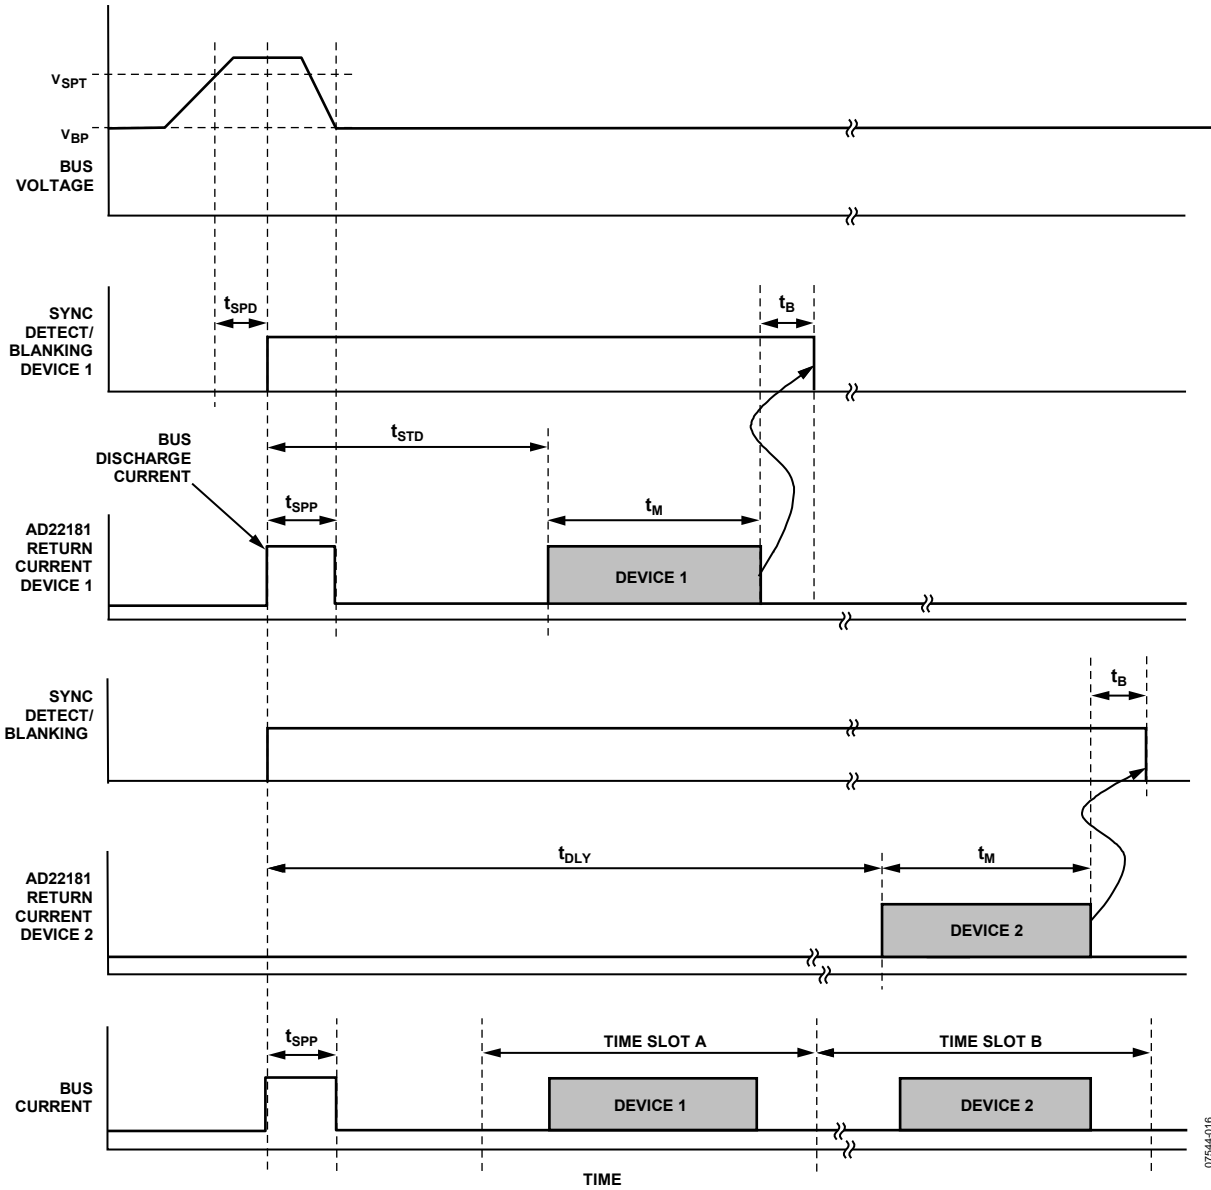 VSPT
VBP
BUS
VOLTAGE
SYNC
DETECT/
BLANKING
DEVICE 1
tSPD
tB
BUS
DISCHARGE
CURRENT
tSTD
tSPP
tM
AD22181
RETURN
CURRENT
DEVICE 1
DEVICE 1
SYNC
DETECT/
BLANKING
tB
AD22181
RETURN
CURRENT
DEVICE 2
tDLY
tM
DEVICE 2
BUS
CURRENT
tSPP
TIME SLOT A
TIME SLOT B
DEVICE 1
DEVICE 2
TIME
07544-016